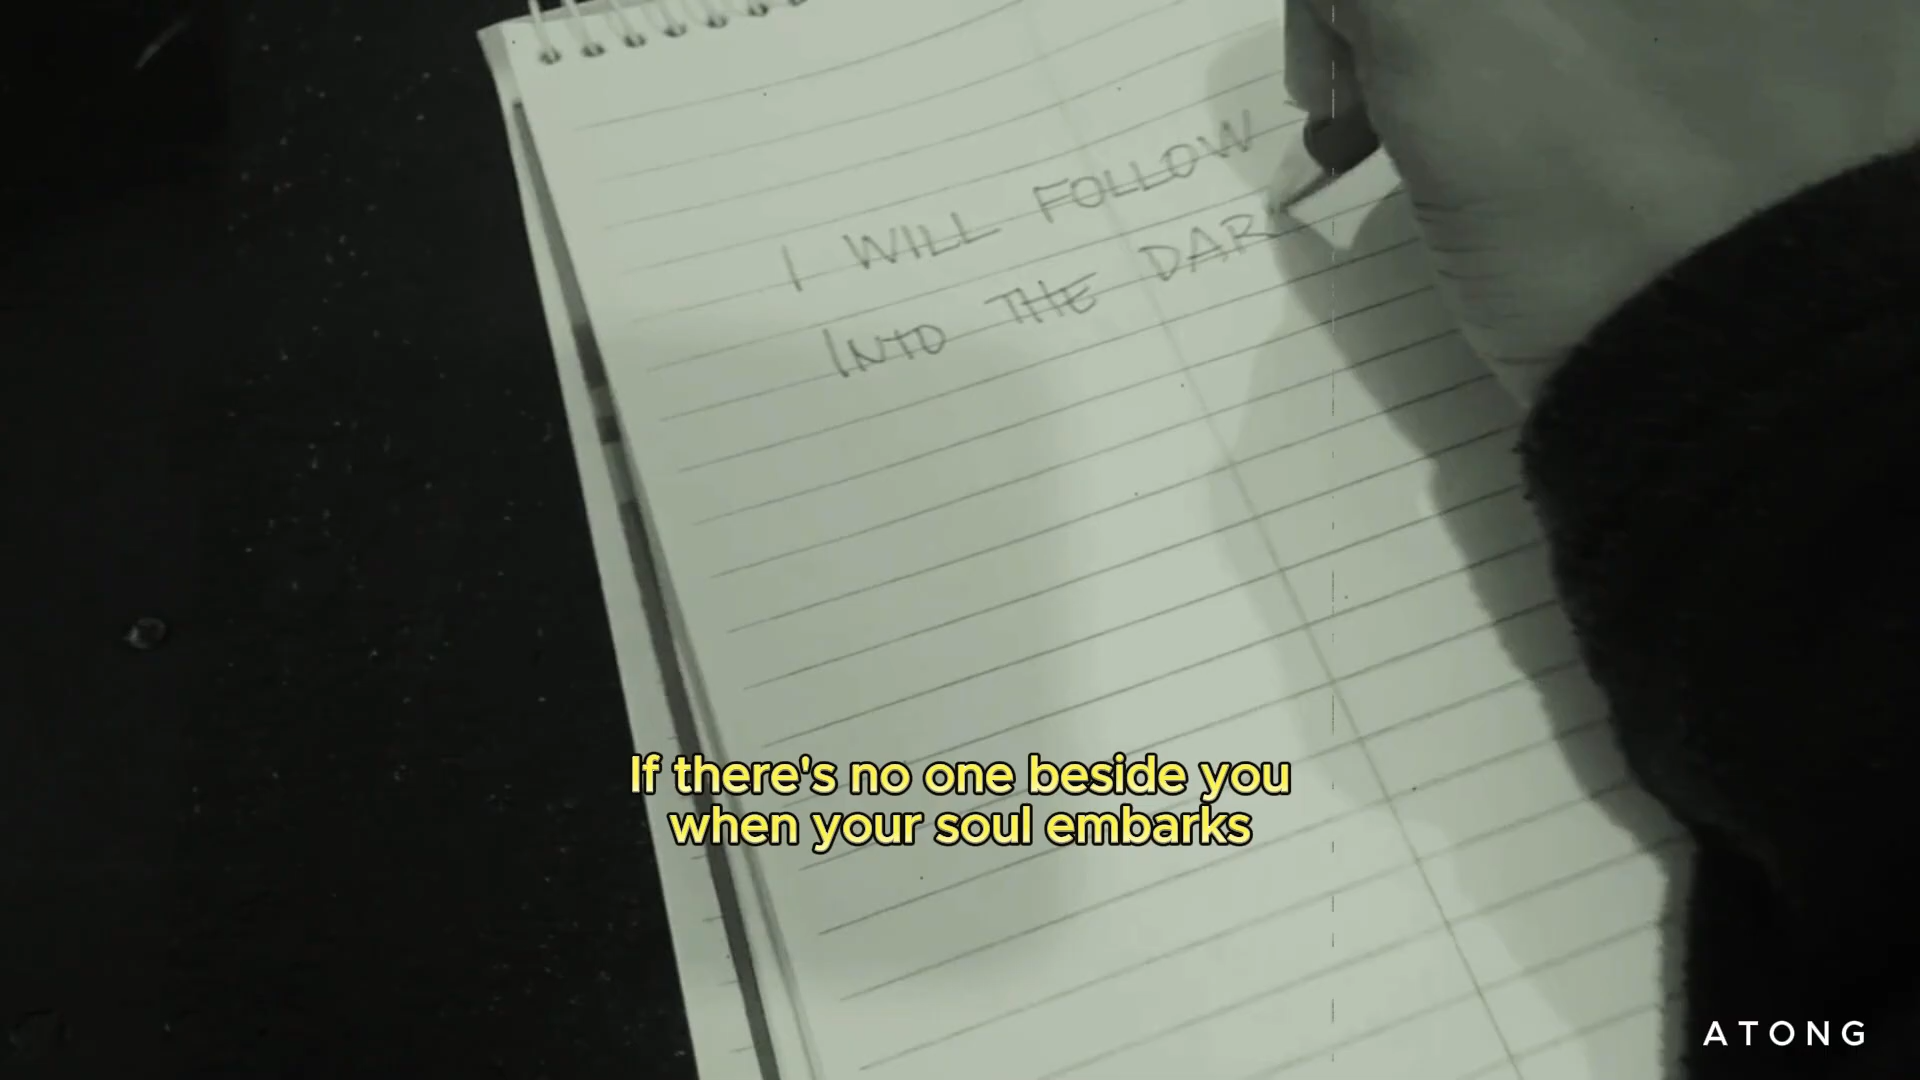 I WILL FOLLOW
INTO THE DAR
If there's no one beside you
when your soul embarks
ATONG